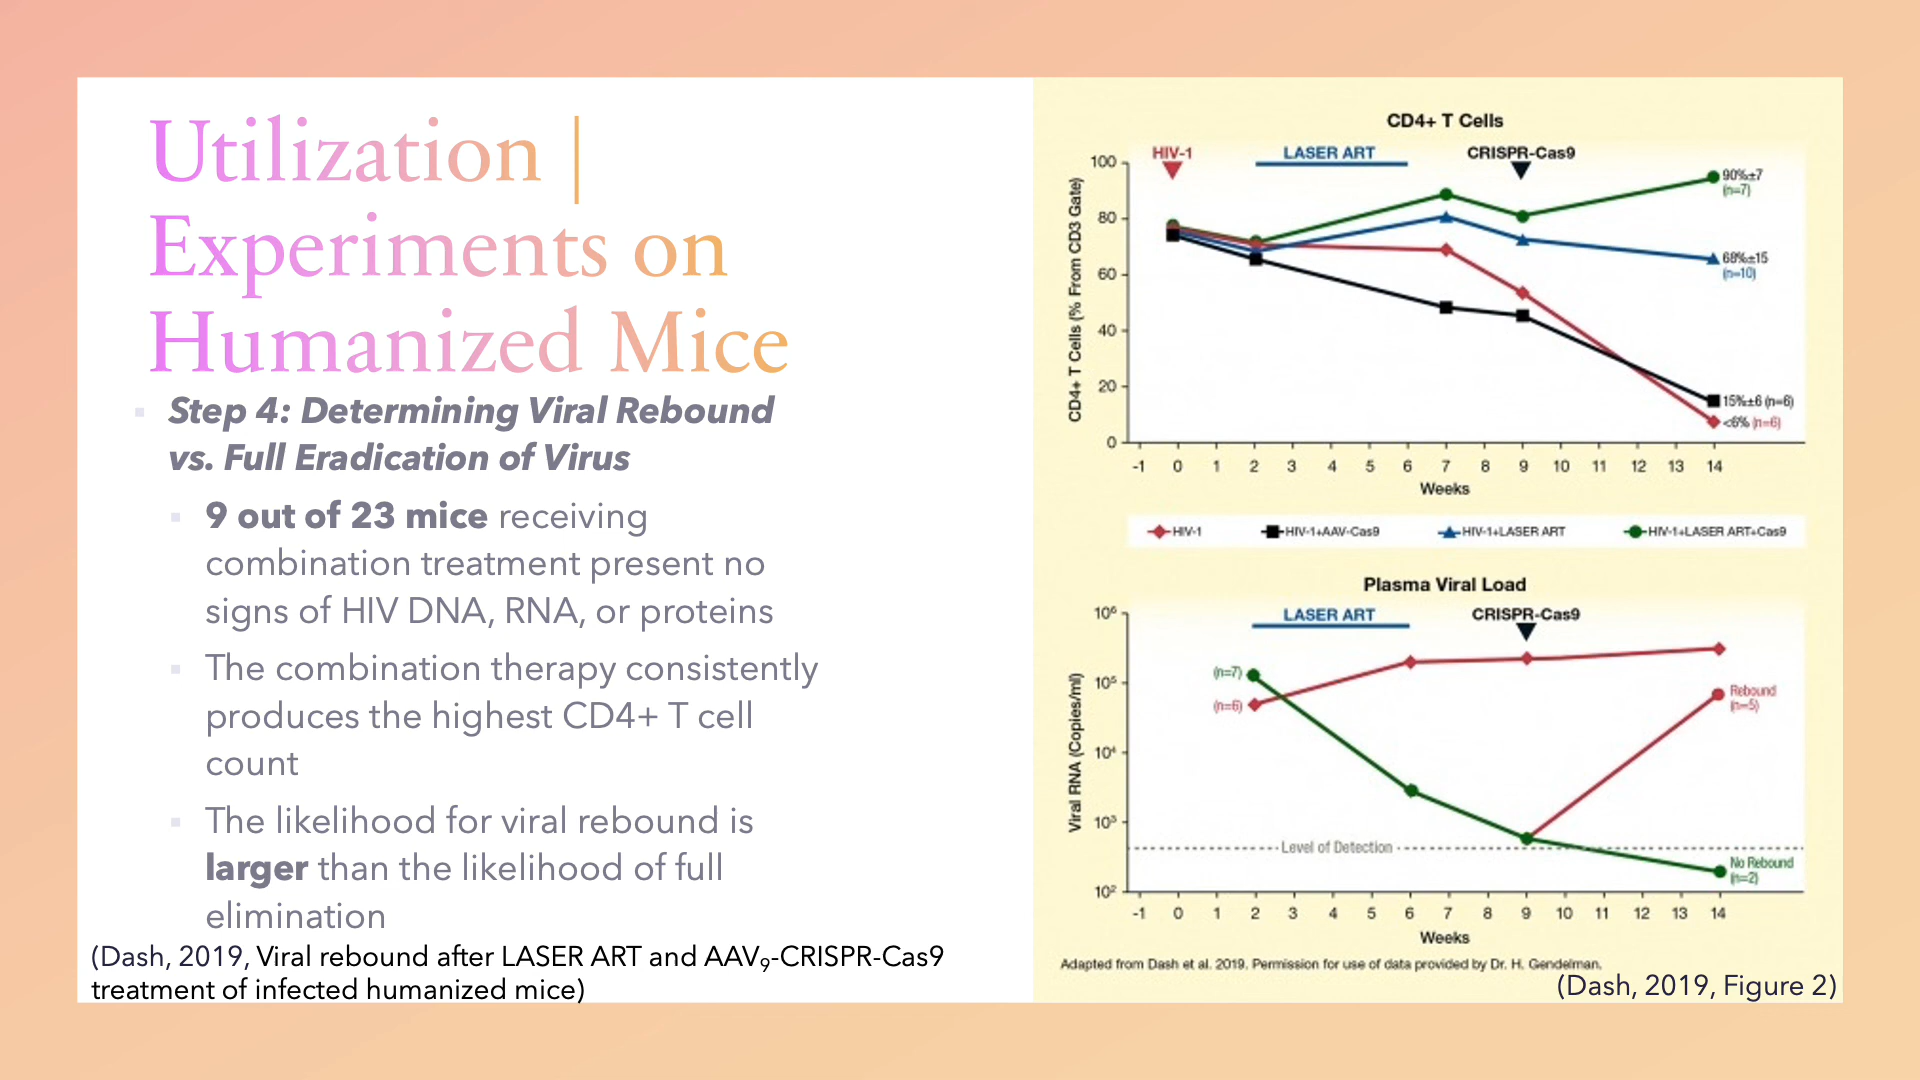 Utilization |
Experiments on
Humanized Mice
Step 4: Determining Viral Rebound
vs. Full Eradication of Virus
9 out of 23 mice receiving
combination treatment present no
signs of HIV DNA, RNA, or proteins
The combination therapy consistently
produces the highest CD4+ T cell
count
The likelihood for viral rebound is
larger than the likelihood of full
elimination
(Dash, 2019, Viral rebound after LASER ART and AAV₉-CRISPR-Cas9
treatment of infected humanized mice)
CD4+ T Cells
HIV-1 LASER ART CRISPR-Cas9
CD4+ T Cells (% From CD3 Gate)
100
80
60
40
20
0
90%±7
(n=7)
68%±15
(n=10)
15%±6 (n=6)
<6% (n=6)
-1 0 1 2 3 4 5 6 7 8 9 10 11 12 13 14
Weeks
HIV-1 HIV-1+AAV-Cas9 HIV-1+LASER ART HIV-1+LASER ART+Cas9
Plasma Viral Load
LASER ART CRISPR-Cas9
Viral RNA (Copies/ml)
10⁶
10⁵
10⁴
10³
10²
(n=7)
(n=6)
Rebound
(n=5)
Level of Detection
No Rebound
(n=2)
-1 0 1 2 3 4 5 6 7 8 9 10 11 12 13 14
Weeks
Adapted from Dash et al. 2019. Permission for use of data provided by Dr. H. Gendelman.
(Dash, 2019, Figure 2)